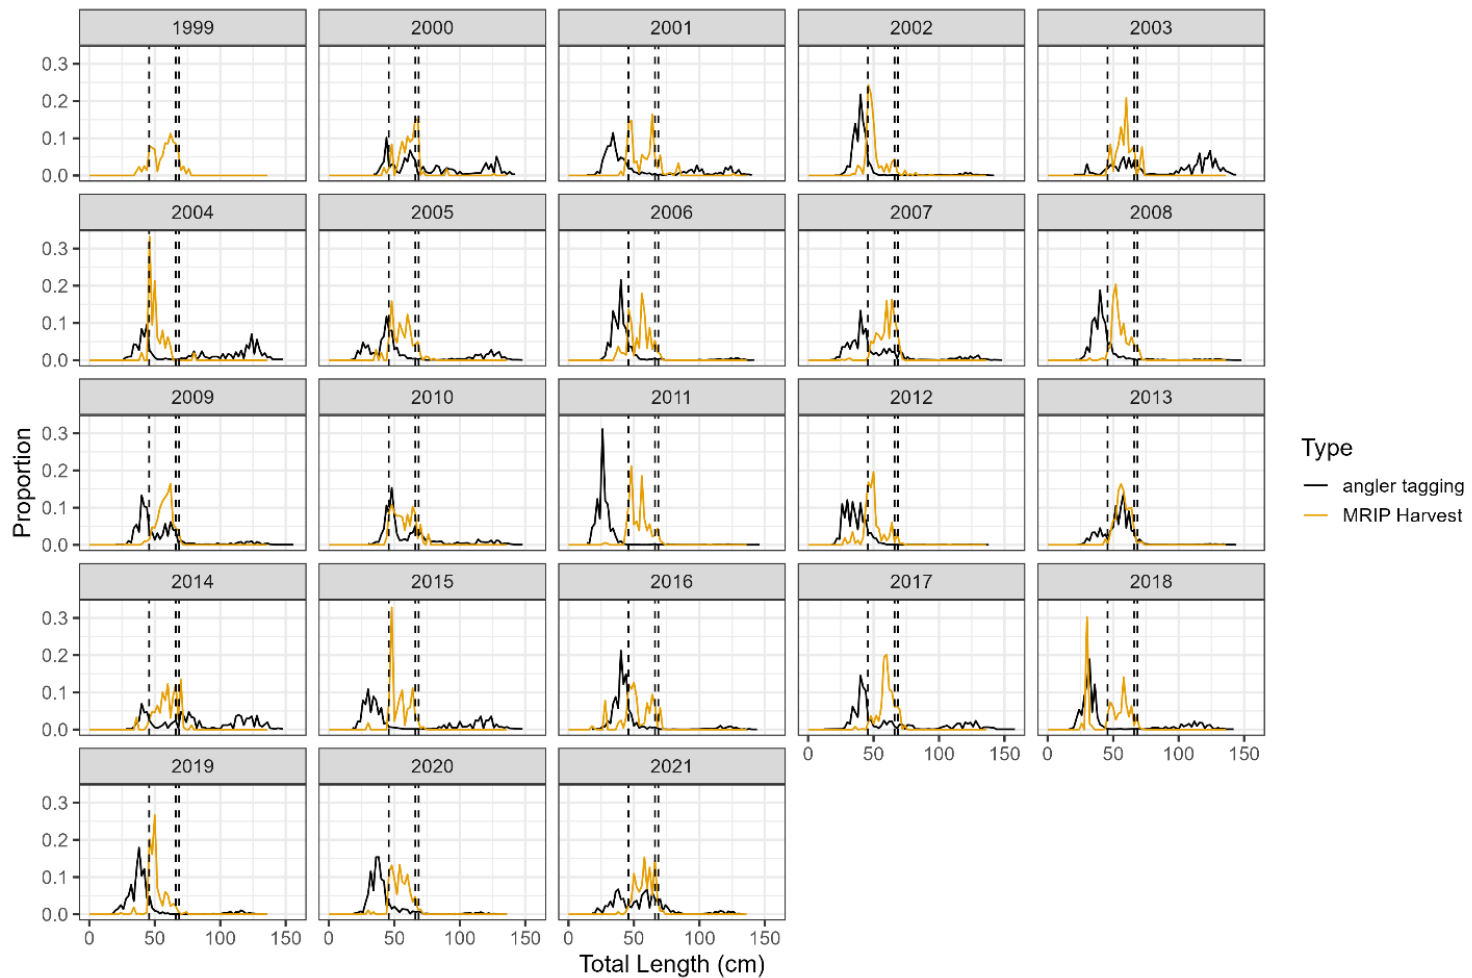 1999 2000 2001 2002 2003
0.3
0.2
0.1
0.0
2004 2005 2006 2007 2008
0.3
0.2
0.1
0.0
2009 2010 2011 2012 2013
0.3
0.2
0.1
0.0
Proportion
2014 2015 2016 2017 2018
0.3
0.2
0.1
0.0
0 50 100 150 0 50 100 150
2019 2020 2021
0.3
0.2
0.1
0.0
0 50 100 150 0 50 100 150 0 50 100 150
Total Length (cm)
Type
angler tagging
MRIP Harvest